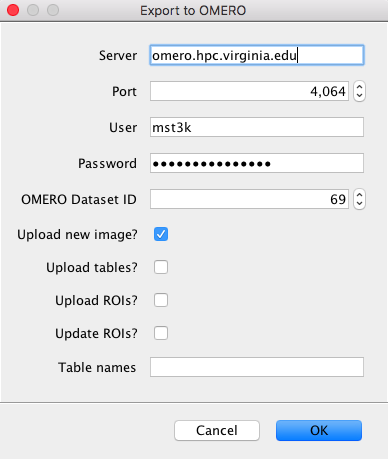 Export to OMERO
Server omero.hpc.virginia.edu
Port 4,064
User mst3k
Password •••••••••••••••
OMERO Dataset ID 69
Upload new image?
Upload tables?
Upload ROIs?
Update ROIs?
Table names
Cancel OK